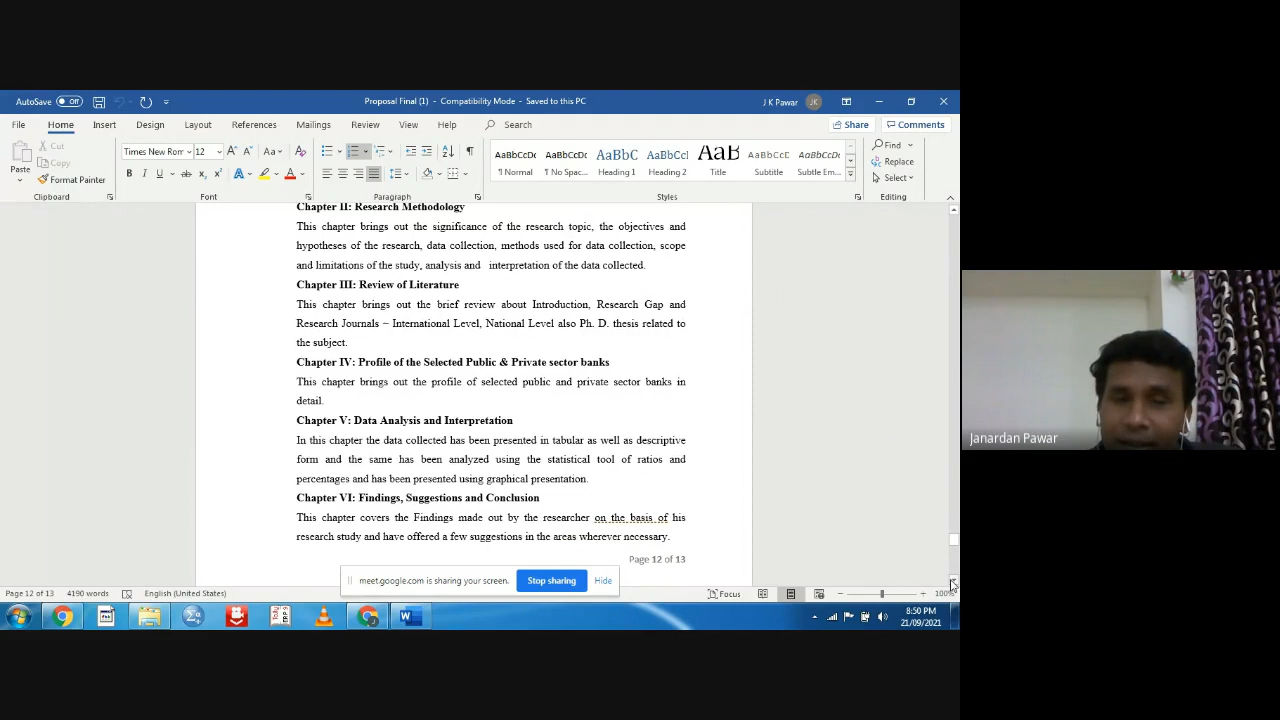 AutoSave Off
Proposal Final (1) - Compatibility Mode - Saved to this PC
J K Pawar JK
File Home Insert Design Layout References Mailings Review View Help Search
Share Comments
Paste
Cut
Copy
Format Painter
Clipboard
Times New Rom 12
Aa
B I U ab x₂ x² A A
Font
Paragraph
AaBbCcDc AaBbCcDc AaBbC AaBbCcI AaB AaBbCcD AaBbCcDc
¶ Normal ¶ No Spac... Heading 1 Heading 2 Title Subtitle Subtle Em...
Styles
Find
Replace
Select
Editing
Chapter II: Research Methodology
This chapter brings out the significance of the research topic, the objectives and
hypotheses of the research, data collection, methods used for data collection, scope
and limitations of the study, analysis and interpretation of the data collected.
Chapter III: Review of Literature
This chapter brings out the brief review about Introduction, Research Gap and
Research Journals – International Level, National Level also Ph. D. thesis related to
the subject.
Chapter IV: Profile of the Selected Public & Private sector banks
This chapter brings out the profile of selected public and private sector banks in
detail.
Chapter V: Data Analysis and Interpretation
In this chapter the data collected has been presented in tabular as well as descriptive
form and the same has been analyzed using the statistical tool of ratios and
percentages and has been presented using graphical presentation.
Chapter VI: Findings, Suggestions and Conclusion
This chapter covers the Findings made out by the researcher on the basis of his
research study and have offered a few suggestions in the areas wherever necessary.
Page 12 of 13
meet.google.com is sharing your screen. Stop sharing Hide
Page 12 of 13 4190 words English (United States)
Focus
100%
8:50 PM
21/09/2021
Janardan Pawar